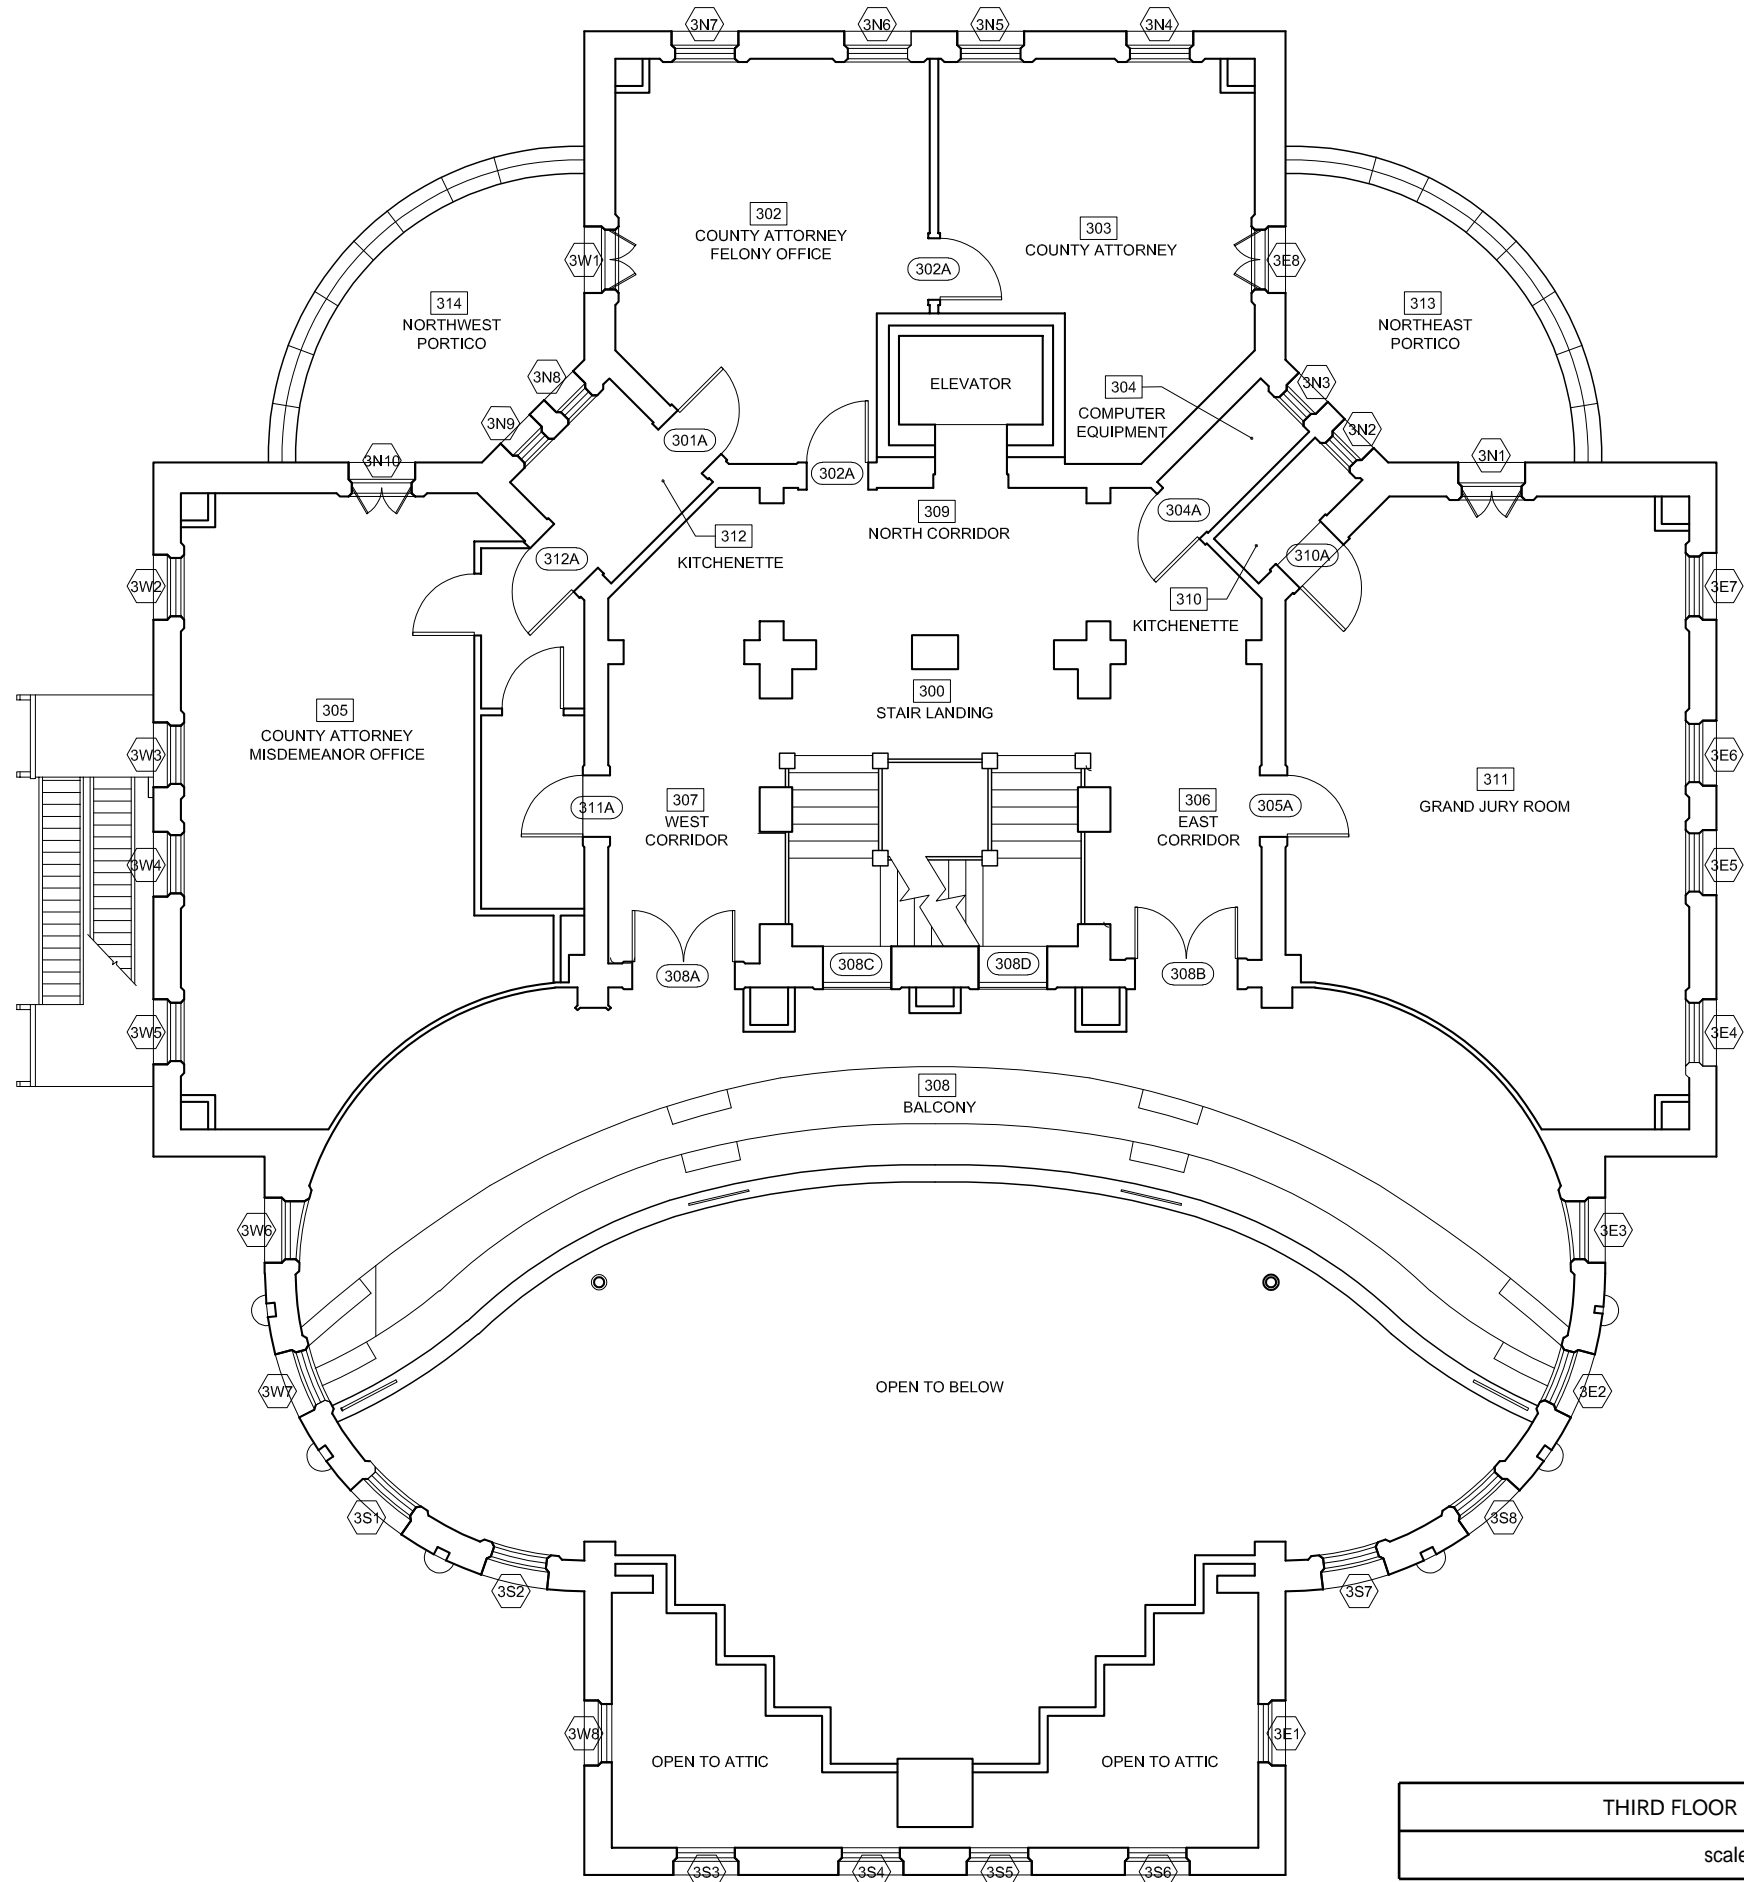 3N7
3N6
3N5
3N4
302
COUNTY ATTORNEY
FELONY OFFICE
303
COUNTY ATTORNEY
3W1
302A
3E8
314
NORTHWEST
PORTICO
313
NORTHEAST
PORTICO
3N8
ELEVATOR
304
COMPUTER
EQUIPMENT
3N3
3N9
301A
3N2
3N10
302A
3N1
304A
309
NORTH CORRIDOR
312
KITCHENETTE
312A
310A
3W2
310
KITCHENETTE
3E7
305
COUNTY ATTORNEY
MISDEMEANOR OFFICE
300
STAIR LANDING
3W3
3E6
311
GRAND JURY ROOM
311A
307
WEST
CORRIDOR
306
EAST
CORRIDOR
305A
3W4
3E5
308A
308C
308D
308B
3W5
3E4
308
BALCONY
3W6
3E3
OPEN TO BELOW
3W7
3E2
3S1
3S8
3S2
3S7
3W8
3E1
OPEN TO ATTIC
OPEN TO ATTIC
THIRD FLOOR
scale
3S3
3S4
3S5
3S6